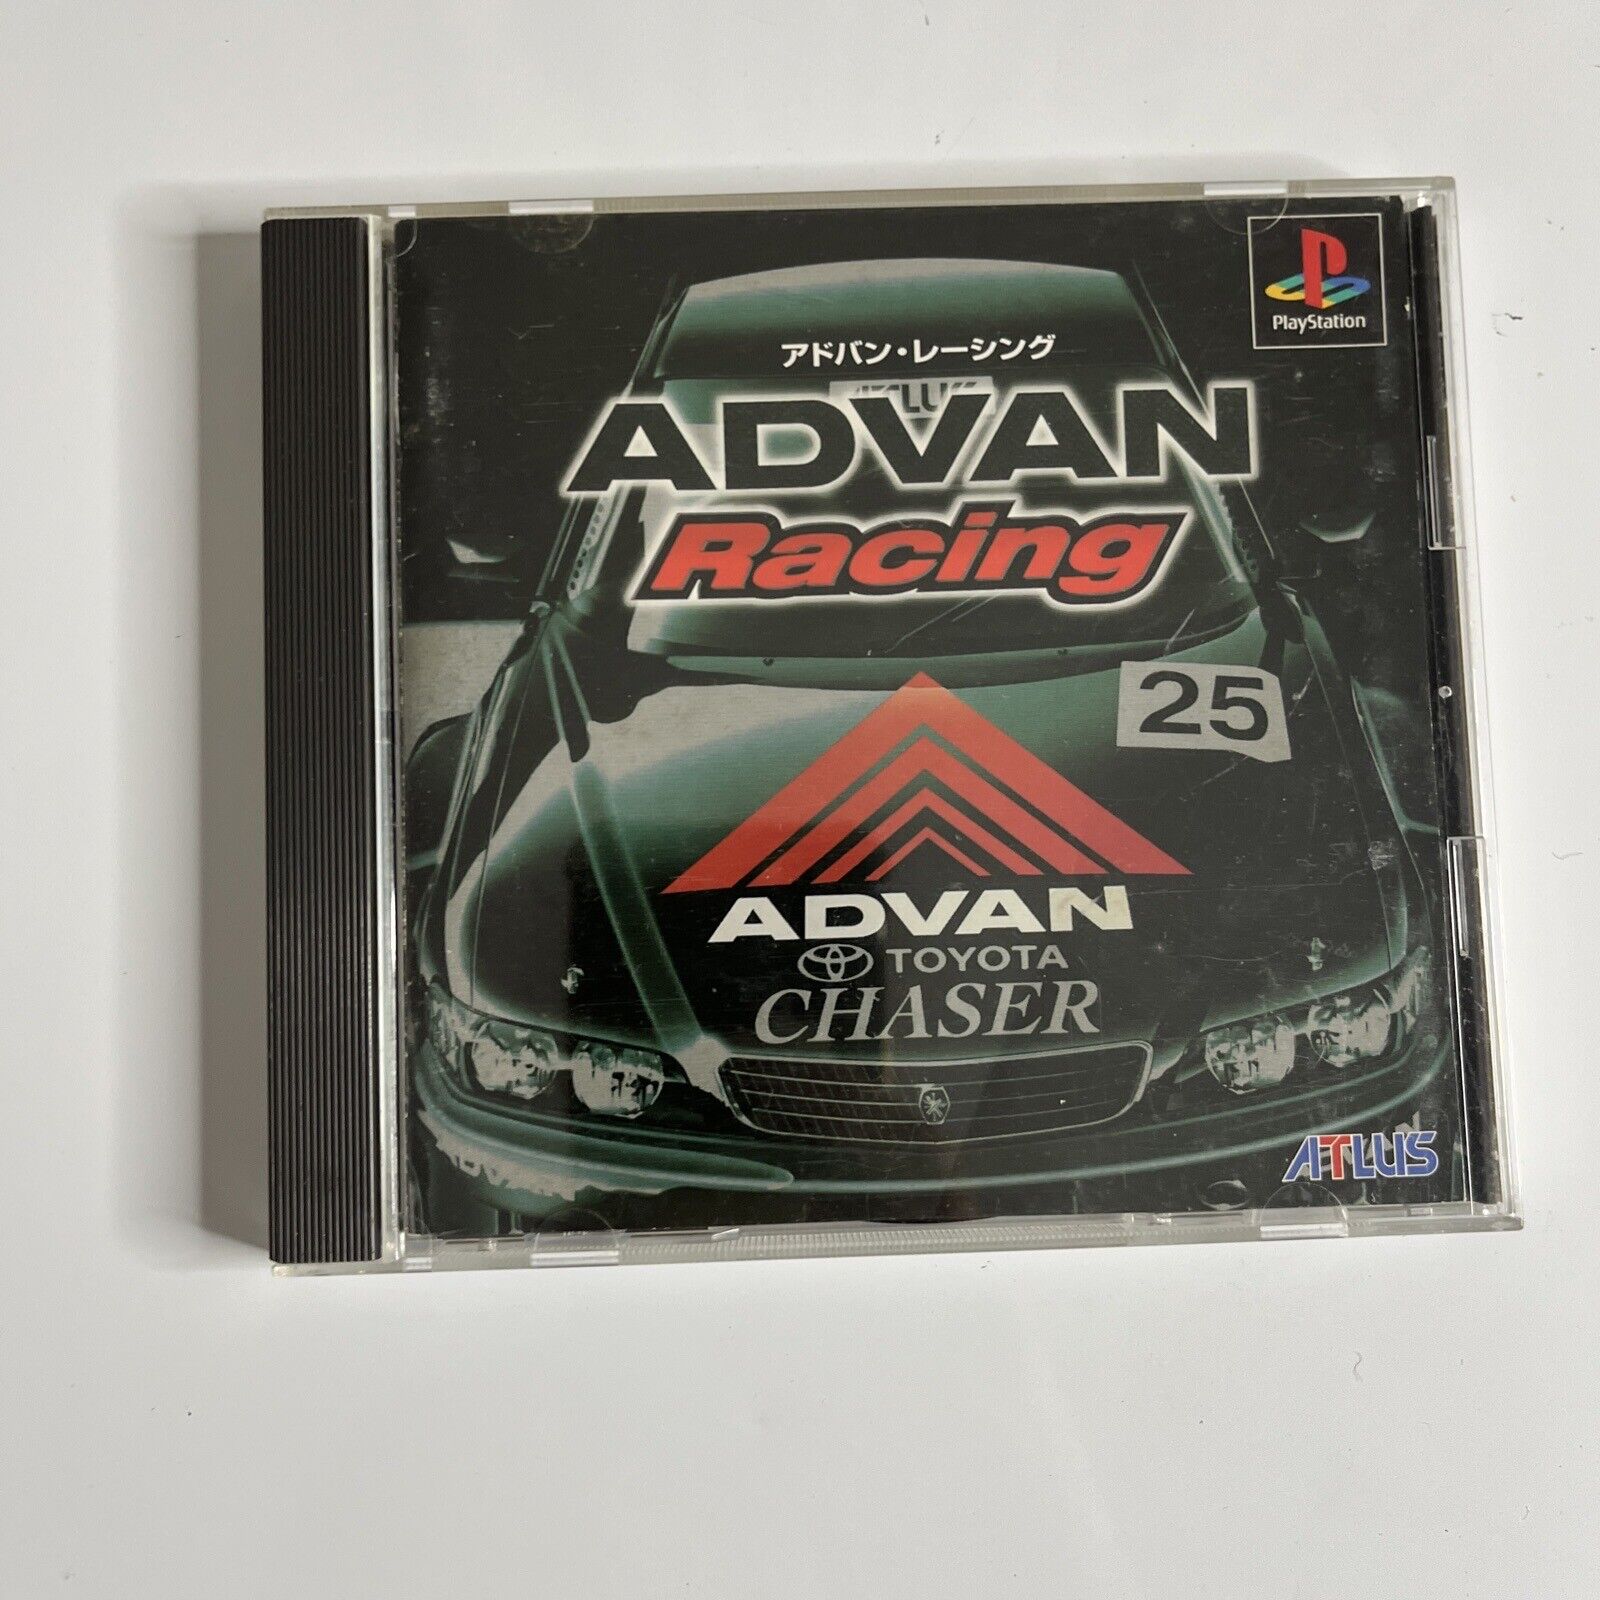 PlayStation
アドバン・レーシング
ADVAN
Racing
25
ADVAN
TOYOTA
CHASER
ATLUS